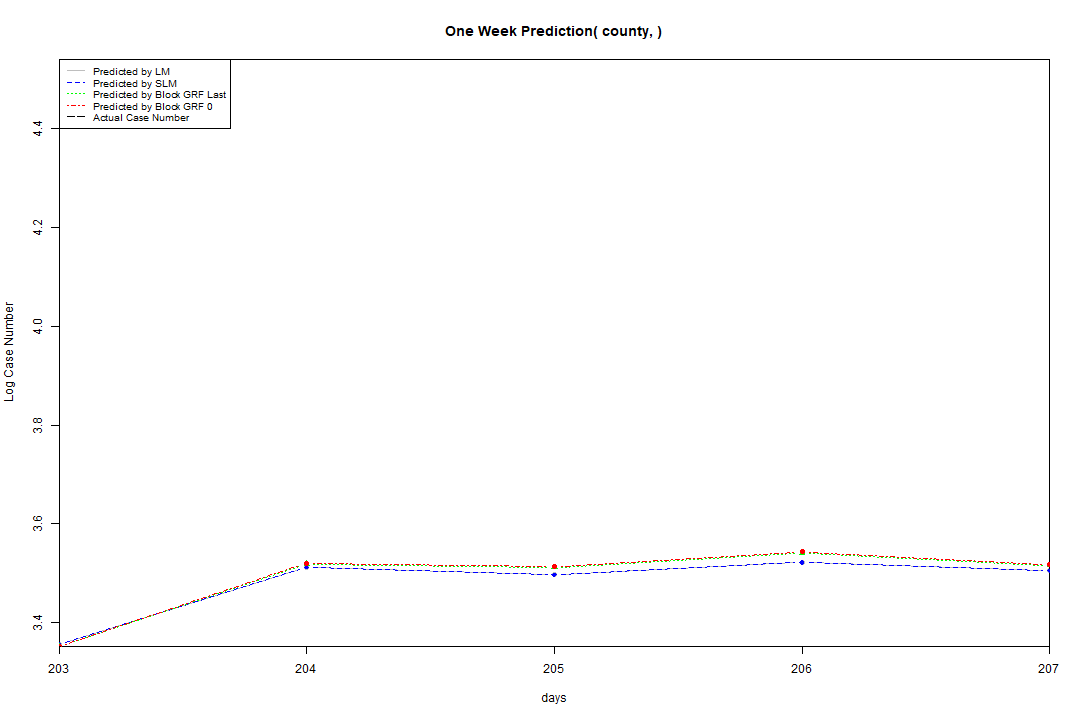 One Week Prediction( county, )
Predicted by LM
Predicted by SLM
Predicted by Block GRF Last
Predicted by Block GRF 0
Actual Case Number
4.4
4.2
4.0
3.8
3.6
3.4
Log Case Number
203 204 205 206 207
days